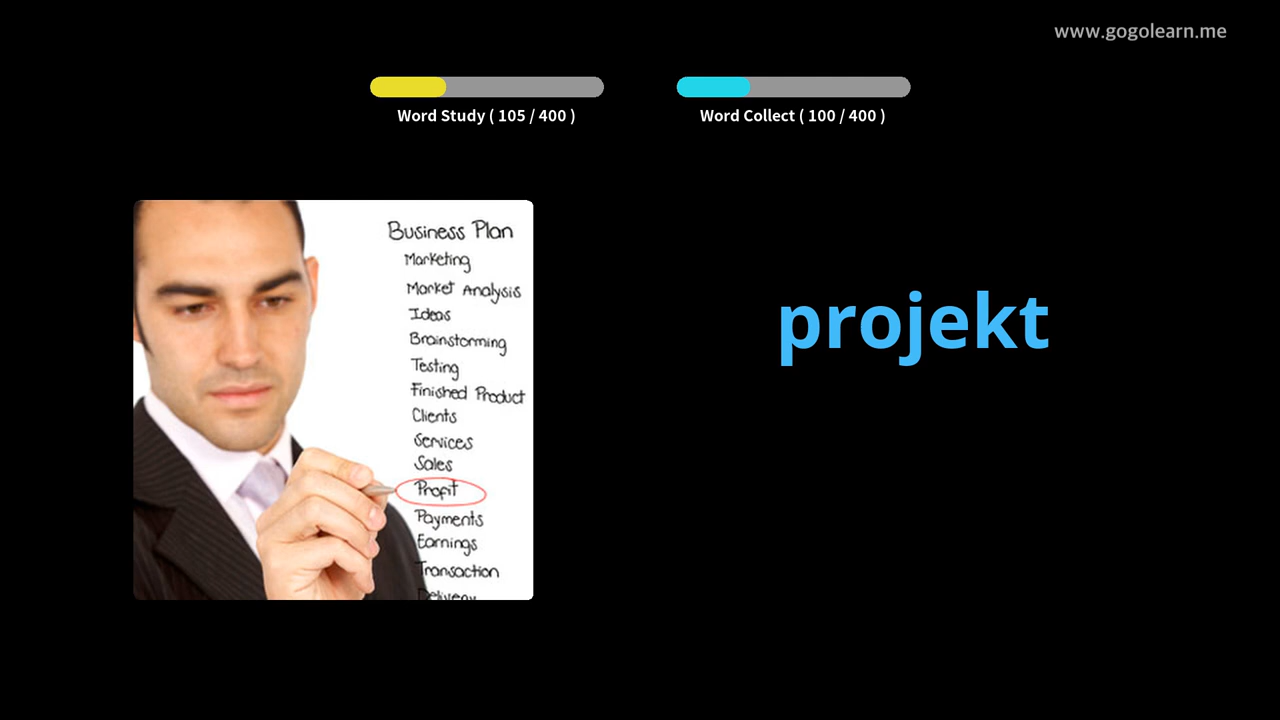 www.gogolearn.me
Word Study ( 105 / 400 )
Word Collect ( 100 / 400 )
Business Plan
Marketing
Market Analysis
Ideas
Brainstorming
Testing
Finished Product
Clients
Services
Sales
Profit
Payments
Earnings
Transaction
Delivery
projekt